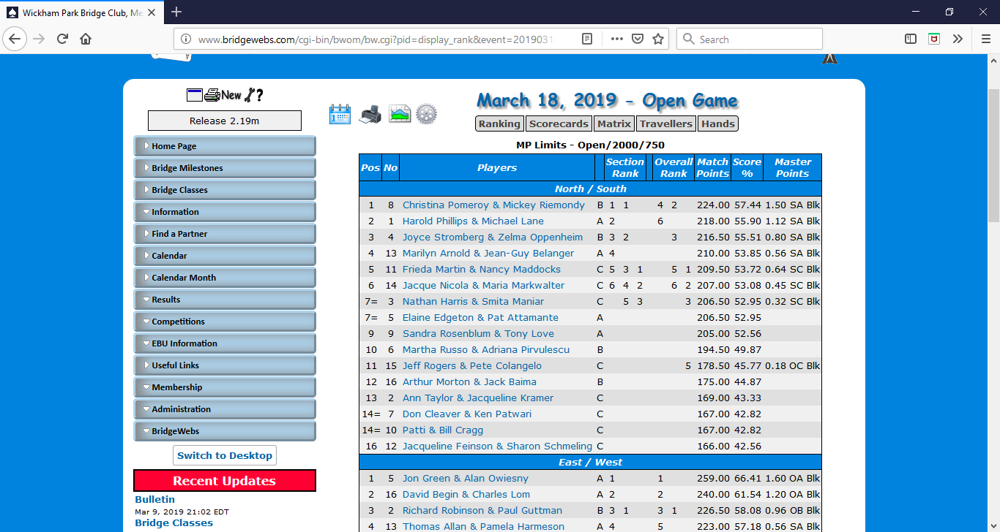 Wickham Park Bridge Club, Me
www.bridgewebs.com/cgi-bin/bwom/bw.cgi?pid=display_rank&event=2019031
Search
New ?
Release 2.19m
Home Page
Bridge Milestones
Bridge Classes
Information
Find a Partner
Calendar
Calendar Month
Results
Competitions
EBU Information
Useful Links
Membership
Administration
BridgeWebs
Switch to Desktop
Recent Updates
Bulletin
Mar 9, 2019 21:02 EDT
Bridge Classes
March 18, 2019 - Open Game
Ranking Scorecards Matrix Travellers Hands
MP Limits - Open/2000/750
Pos No Players Section Rank Overall Rank Match Points Score % Master Points
North / South
1 8 Christina Pomeroy & Mickey Riemondy B 1 1 4 2 224.00 57.44 1.50 SA Blk
2 1 Harold Phillips & Michael Lane A 2 6 218.00 55.90 1.12 SA Blk
3 4 Joyce Stromberg & Zelma Oppenheim B 3 2 3 216.50 55.51 0.80 SA Blk
4 13 Marilyn Arnold & Jean-Guy Belanger A 4 210.00 53.85 0.56 SA Blk
5 11 Frieda Martin & Nancy Maddocks C 5 3 1 5 1 209.50 53.72 0.64 SC Blk
6 14 Jacque Nicola & Maria Markwalter C 6 4 2 6 2 207.00 53.08 0.45 SC Blk
7= 3 Nathan Harris & Smita Maniar C 5 3 3 206.50 52.95 0.32 SC Blk
7= 5 Elaine Edgeton & Pat Attamante A 206.50 52.95
9 9 Sandra Rosenblum & Tony Love A 205.00 52.56
10 6 Martha Russo & Adriana Pirvulescu B 194.50 49.87
11 15 Jeff Rogers & Pete Colangelo C 5 178.50 45.77 0.18 OC Blk
12 16 Arthur Morton & Jack Baima B 175.00 44.87
13 2 Ann Taylor & Jacqueline Kramer C 169.00 43.33
14= 7 Don Cleaver & Ken Patwari C 167.00 42.82
14= 10 Patti & Bill Cragg C 167.00 42.82
16 12 Jacqueline Feinson & Sharon Schmeling C 166.00 42.56
East / West
1 5 Jon Green & Alan Owiesny A 1 1 259.00 66.41 1.60 OA Blk
2 16 David Begin & Charles Lom A 2 2 240.00 61.54 1.20 OA Blk
3 2 Richard Robinson & Paul Guttman B 3 1 3 1 226.50 58.08 0.96 OB Blk
4 13 Thomas Allan & Pamela Harmeson A 4 5 223.00 57.18 0.56 SA Blk